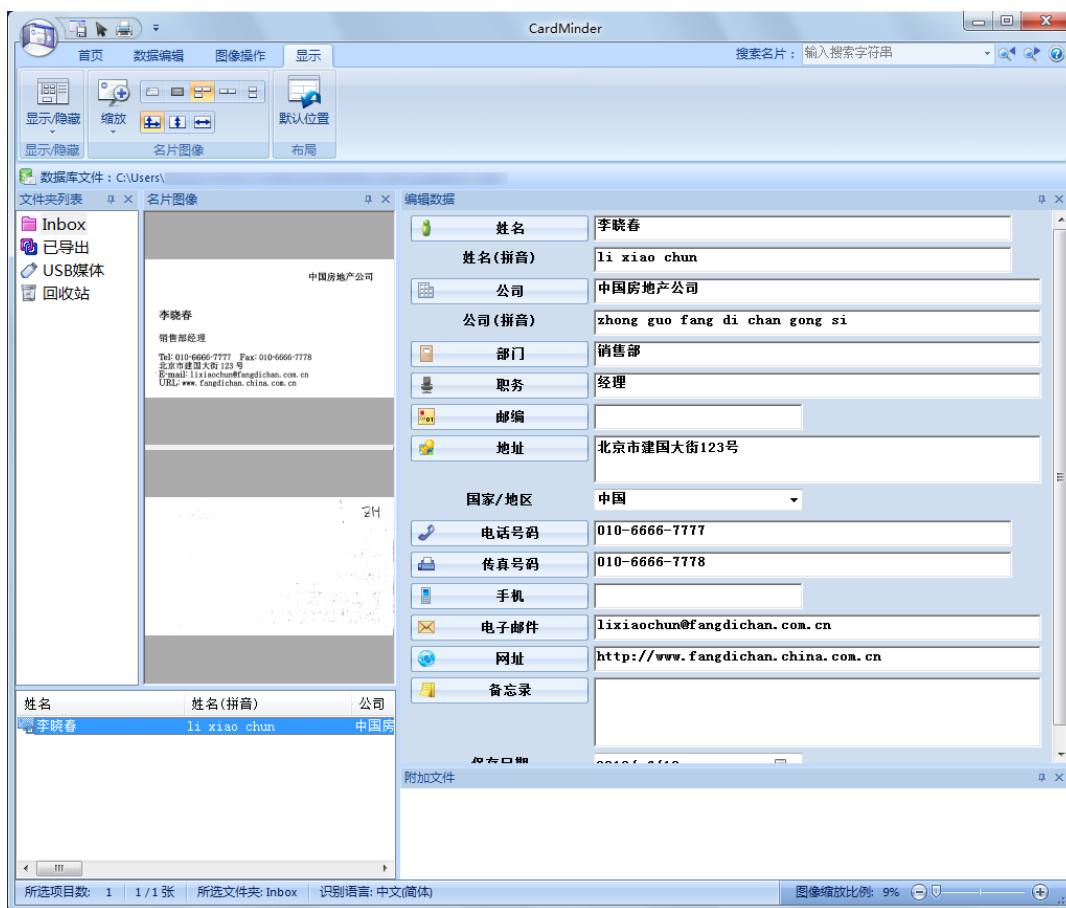 CardMinder
首页 数据编辑 图像操作 显示 搜索名片： 输入搜索字符串
显示/隐藏 缩放 默认位置
显示/隐藏 名片图像 布局
数据库文件：C:\Users\
文件夹列表 名片图像 编辑数据
Inbox
已导出
USB媒体
回收站
中国房地产公司
李晓春
销售部经理
Tel: 010-6666-7777 Fax: 010-6666-7778
北京市建国大街 123 号
E-mail: lixiaochun@fangdichan.com.cn
URL: www.fangdichan.china.com.cn
ZH
姓名 李晓春
姓名(拼音) li xiao chun
公司 中国房地产公司
公司(拼音) zhong guo fang di chan gong si
部门 销售部
职务 经理
邮编
地址 北京市建国大街123号
国家/地区 中国
电话号码 010-6666-7777
传真号码 010-6666-7778
手机
电子邮件 lixiaochun@fangdichan.com.cn
网址 http://www.fangdichan.china.com.cn
备忘录
保存日期
姓名 姓名(拼音) 公司
李晓春 li xiao chun 中国房
附加文件
所选项目数: 1 1/1张 所选文件夹: Inbox 识别语言: 中文(简体) 图像缩放比例: 9%